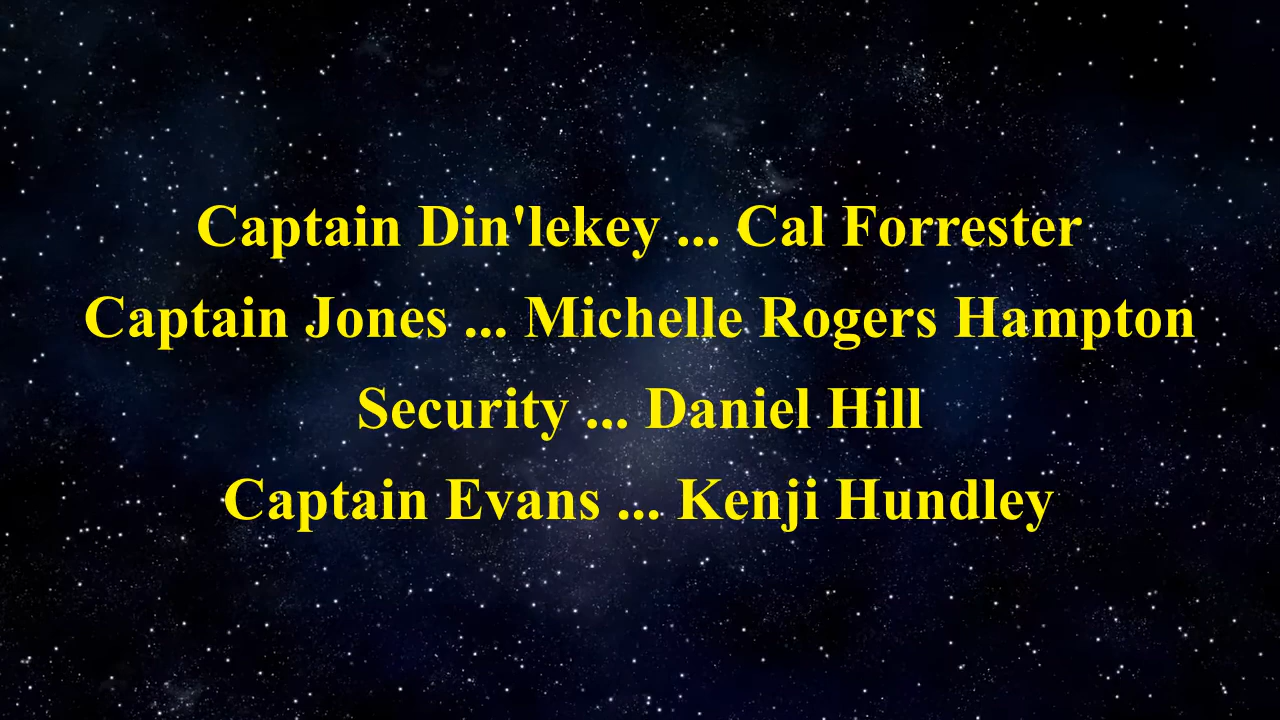 Captain Din'lekey ... Cal Forrester
Captain Jones ... Michelle Rogers Hampton
Security ... Daniel Hill
Captain Evans ... Kenji Hundley